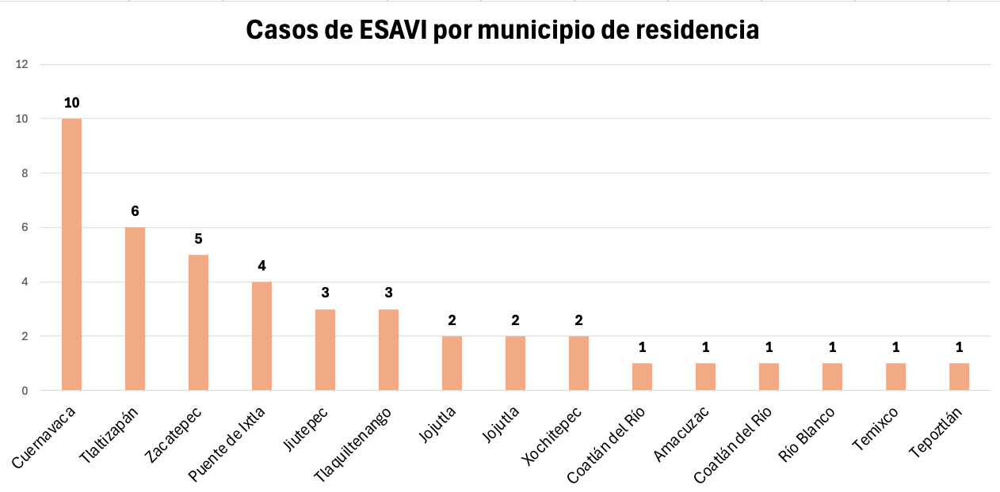 Casos de ESAVI por municipio de residencia
12
10
8
6
4
2
0
10
6
5
4
3
3
2
2
2
1
1
1
1
1
1
Cuernavaca
Tlaltizapán
Zacatepec
Puente de Ixtla
Jiutepec
Tlaquiltenango
Jojutla
Jojutla
Xochitepec
Coatlán del Río
Amacuzac
Coatlán del Río
Río Blanco
Temixco
Tepoztlán